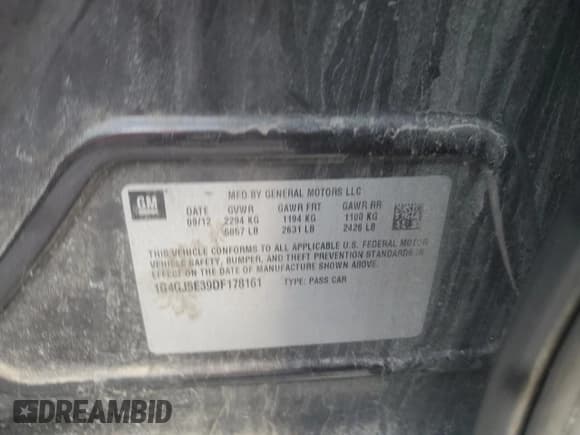 GM
MFD BY GENERAL MOTORS LLC
DATE GVWR GAWR FRT GAWR RR
09/12 2294 KG 1194 KG 1100 KG
5057 LB 2631 LB 2426 LB
THIS VEHICLE CONFORMS TO ALL APPLICABLE U.S. FEDERAL MOTOR
VEHICLE SAFETY, BUMPER, AND THEFT PREVENTION STANDARDS IN
EFFECT ON THE DATE OF MANUFACTURE SHOWN ABOVE.
TYPE: PASS CAR
DREAMBID